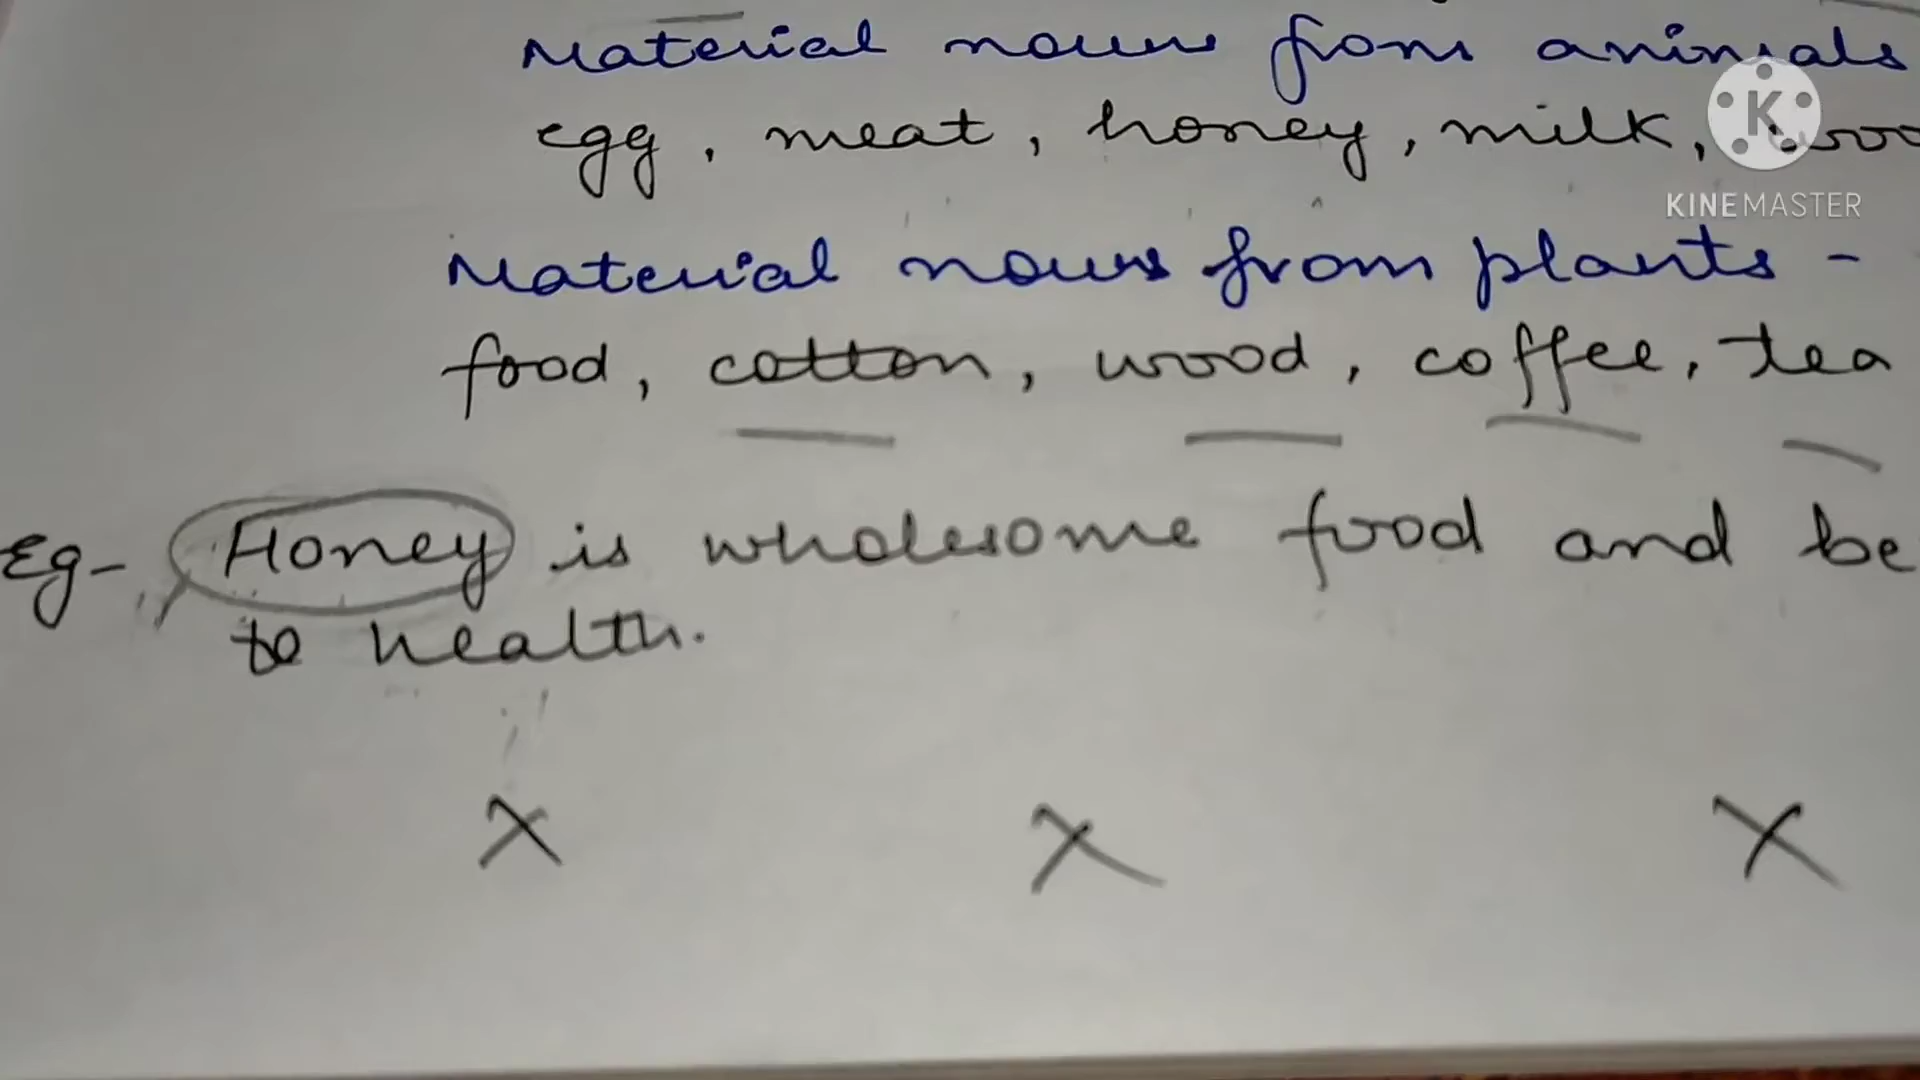 Material nouns from animals
egg, meat, honey, milk,
K
KINEMASTER
Material nouns from plants -
food, cotton, wood, coffee, tea
Eg- Honey is wholesome food and be
to health.
X X X